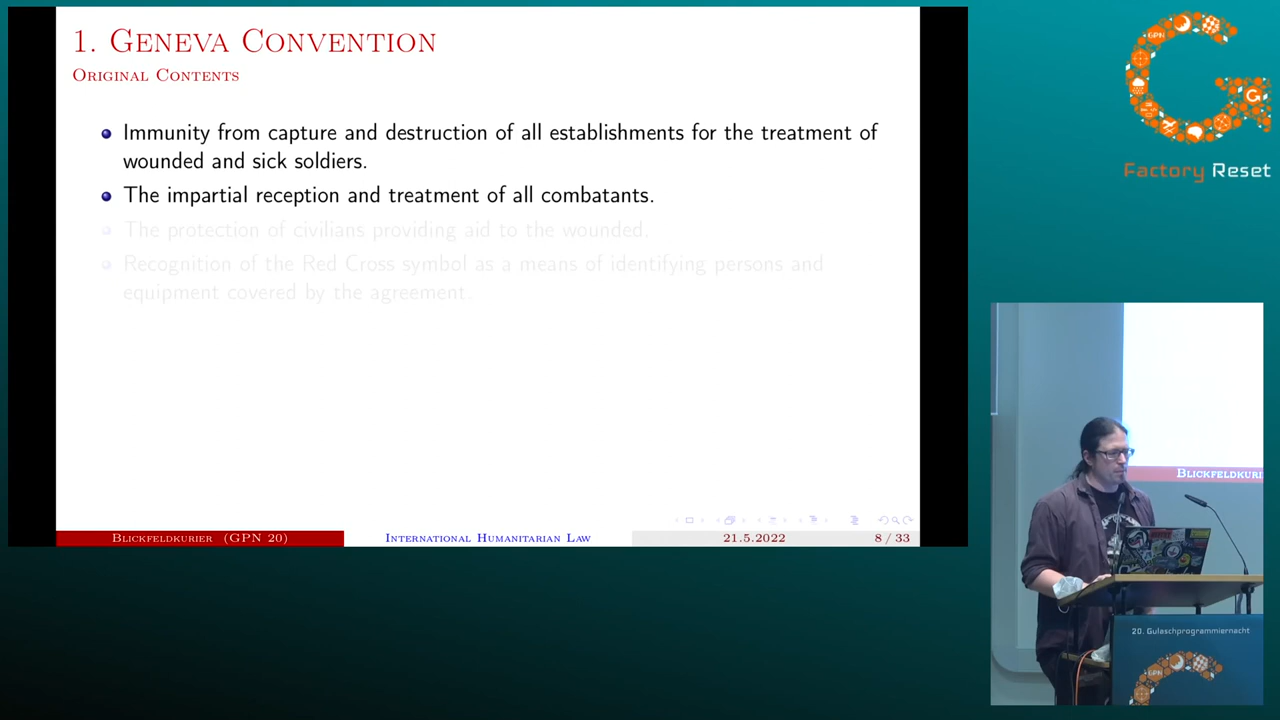 1. Geneva Convention
Original Contents
Immunity from capture and destruction of all establishments for the treatment of
wounded and sick soldiers.
The impartial reception and treatment of all combatants.
The protection of civilians providing aid to the wounded.
Recognition of the Red Cross symbol as a means of identifying persons and
equipment covered by the agreement.
Blickfeldkurier (GPN 20)
International Humanitarian Law
21.5.2022
8 / 33
GPN
Factory Reset
Blickfeldkuri
20. Gulaschprogrammiernacht
GPN